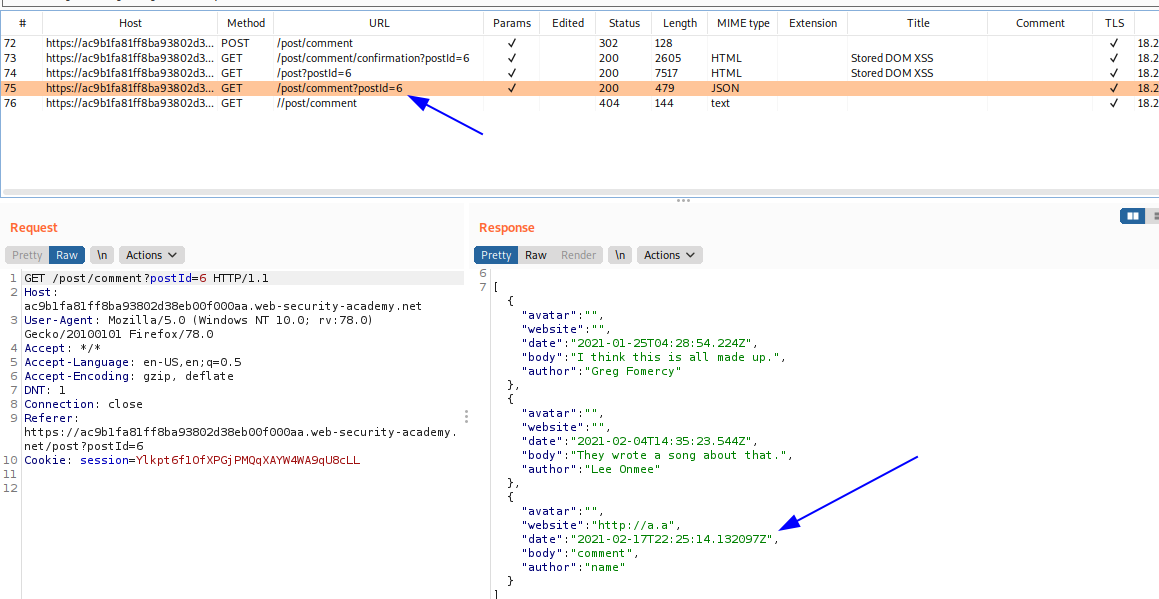 # Host Method URL Params Edited Status Length MIME type Extension Title Comment TLS
72 https://ac9b1fa81ff8ba93802d3... POST /post/comment ✓ 302 128 ✓ 18.2
73 https://ac9b1fa81ff8ba93802d3... GET /post/comment/confirmation?postId=6 ✓ 200 2605 HTML Stored DOM XSS ✓ 18.2
74 https://ac9b1fa81ff8ba93802d3... GET /post?postId=6 ✓ 200 7517 HTML Stored DOM XSS ✓ 18.2
75 https://ac9b1fa81ff8ba93802d3... GET /post/comment?postId=6 ✓ 200 479 JSON ✓ 18.2
76 https://ac9b1fa81ff8ba93802d3... GET //post/comment 404 144 text ✓ 18.2
Request
Pretty Raw \n Actions
1 GET /post/comment?postId=6 HTTP/1.1
2 Host:
ac9b1fa81ff8ba93802d38eb00f000aa.web-security-academy.net
3 User-Agent: Mozilla/5.0 (Windows NT 10.0; rv:78.0)
Gecko/20100101 Firefox/78.0
4 Accept: */*
5 Accept-Language: en-US,en;q=0.5
6 Accept-Encoding: gzip, deflate
7 DNT: 1
8 Connection: close
9 Referer:
https://ac9b1fa81ff8ba93802d38eb00f000aa.web-security-academy.
net/post?postId=6
10 Cookie: session=Ylkpt6f1OfXPGjPMQqXAYW4WA9qU8cLL
11
12
Response
Pretty Raw Render \n Actions
6
7 [
{
"avatar":"",
"website":"",
"date":"2021-01-25T04:28:54.224Z",
"body":"I think this is all made up.",
"author":"Greg Fomercy"
},
{
"avatar":"",
"website":"",
"date":"2021-02-04T14:35:23.544Z",
"body":"They wrote a song about that.",
"author":"Lee Onmee"
},
{
"avatar":"",
"website":"http://a.a",
"date":"2021-02-17T22:25:14.132097Z",
"body":"comment",
"author":"name"
}
]